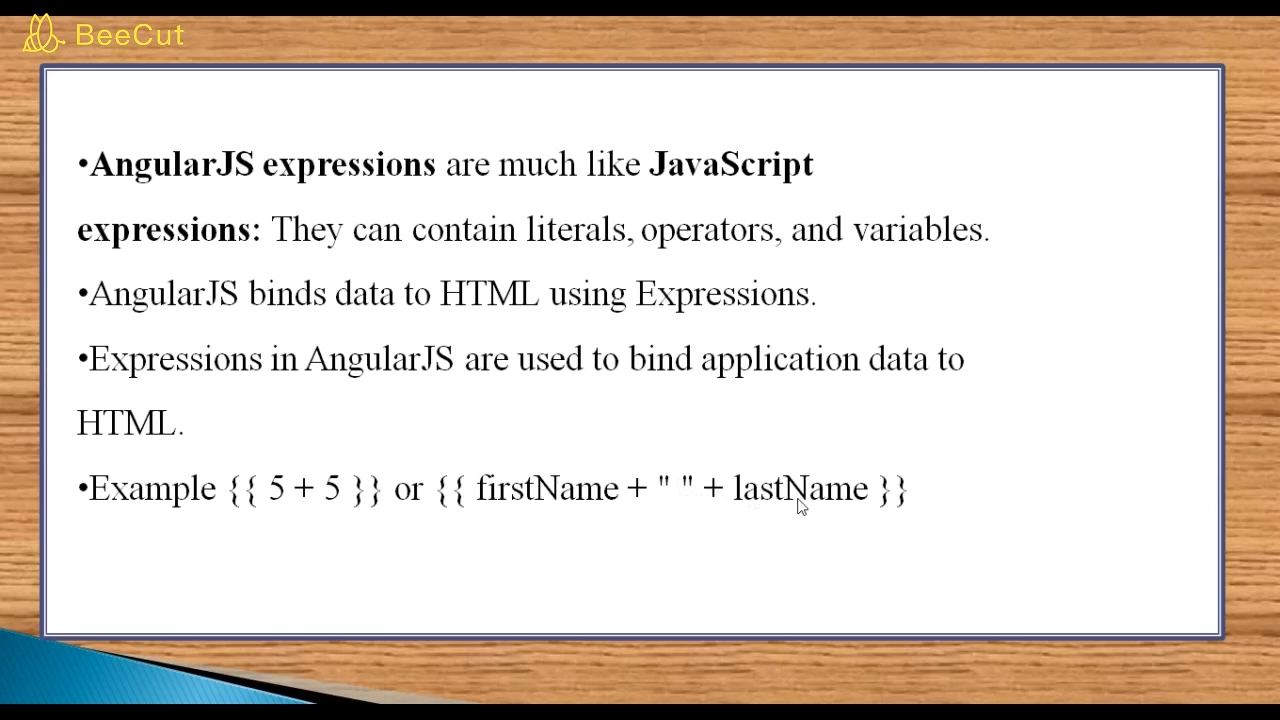 BeeCut
•AngularJS expressions are much like JavaScript
expressions: They can contain literals, operators, and variables.
•AngularJS binds data to HTML using Expressions.
•Expressions in AngularJS are used to bind application data to
HTML.
•Example {{ 5 + 5 }} or {{ firstName + " " + lastName }}